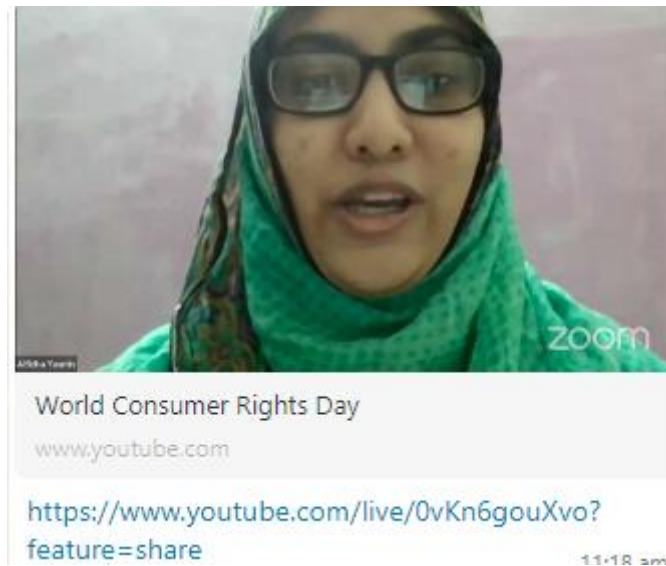 zoom
World Consumer Rights Day
www.youtube.com
https://www.youtube.com/live/0vKn6gouXvo?
feature=share
11:18 am